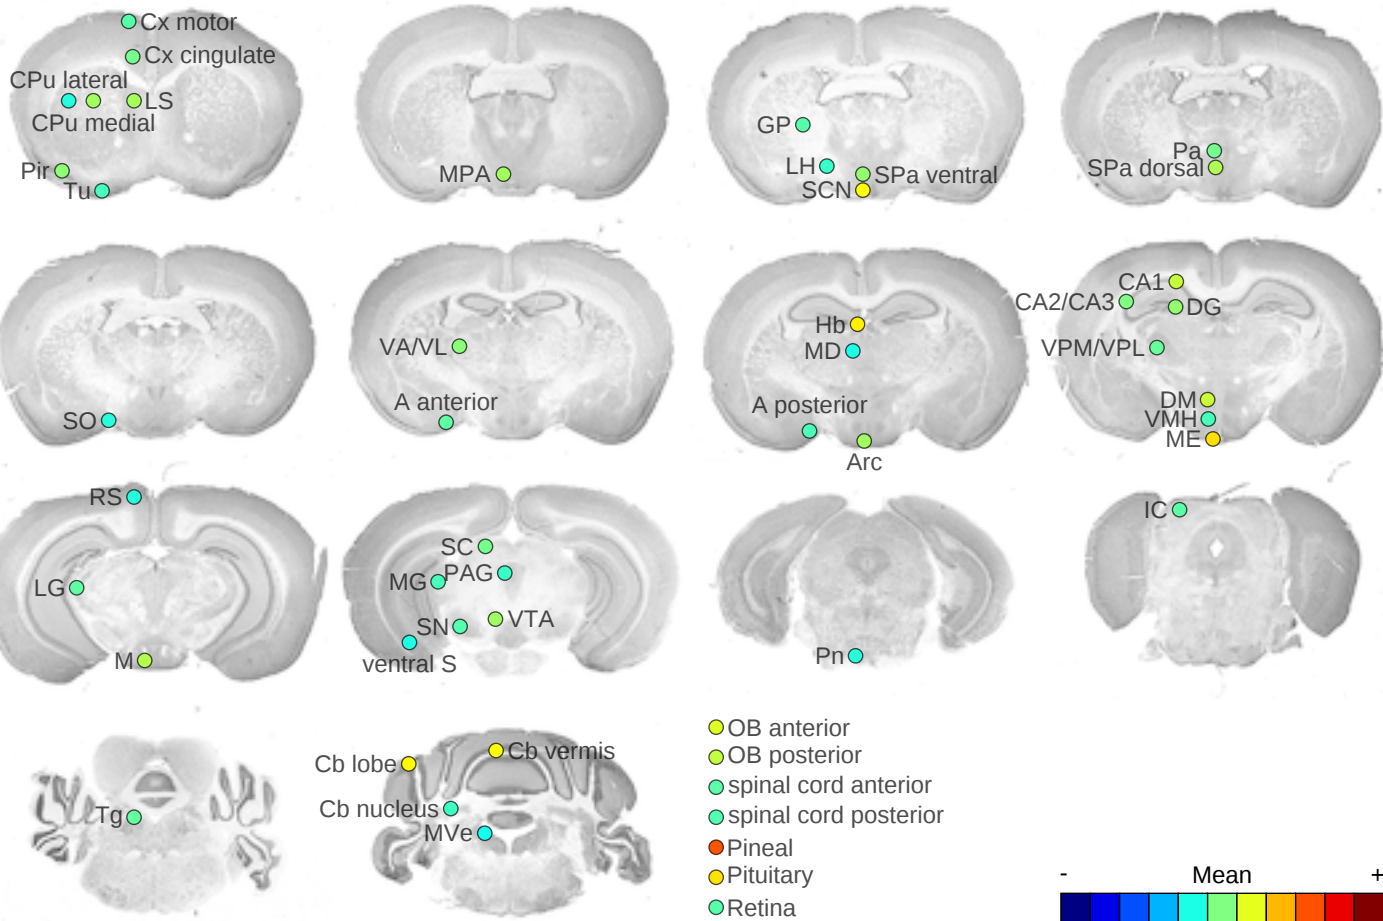 Cx motor
Cx cingulate
CPu lateral
LS
CPu medial
Pir
Tu
MPA
GP
LH
SPa ventral
SCN
Pa
SPa dorsal
SO
VA/VL
A anterior
Hb
MD
A posterior
Arc
CA1
CA2/CA3
DG
VPM/VPL
DM
VMH
ME
RS
LG
M
SC
MG
PAG
SN
VTA
ventral S
Pn
IC
Tg
Cb lobe
Cb vermis
Cb nucleus
MVe
OB anterior
OB posterior
spinal cord anterior
spinal cord posterior
Pineal
Pituitary
Retina
- Mean +